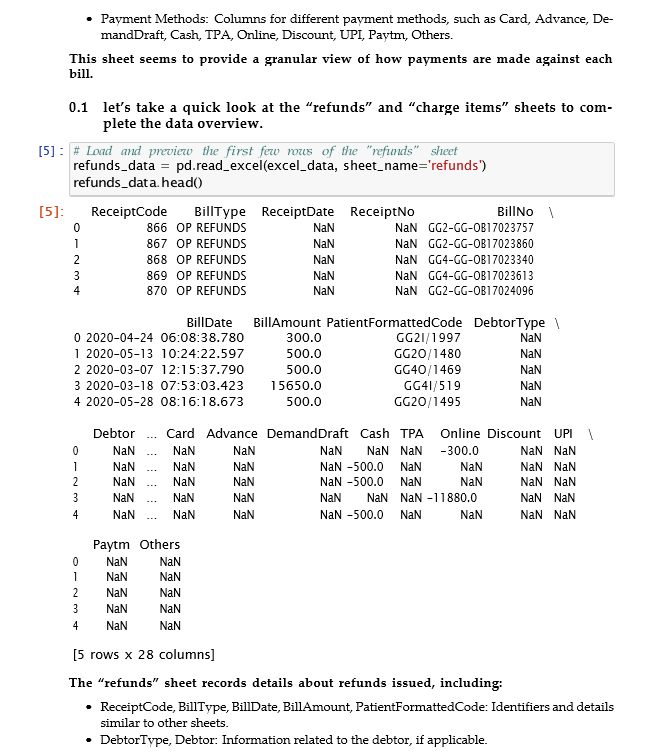 • Payment Methods: Columns for different payment methods, such as Card, Advance, De-
mandDraft, Cash, TPA, Online, Discount, UPI, Paytm, Others.
This sheet seems to provide a granular view of how payments are made against each
bill.
0.1 let’s take a quick look at the “refunds” and “charge items” sheets to com-
plete the data overview.
[5] : # Load and preview the first few rows of the "refunds" sheet
refunds_data = pd.read_excel(excel_data, sheet_name='refunds')
refunds_data.head()
[5]: ReceiptCode BillType ReceiptDate ReceiptNo BillNo \
0 866 OP REFUNDS NaN NaN GG2-GG-OB17023757
1 867 OP REFUNDS NaN NaN GG2-GG-OB17023860
2 868 OP REFUNDS NaN NaN GG4-GG-OB17023340
3 869 OP REFUNDS NaN NaN GG4-GG-OB17023613
4 870 OP REFUNDS NaN NaN GG2-GG-OB17024096
BillDate BillAmount PatientFormattedCode DebtorType \
0 2020-04-24 06:08:38.780 300.0 GG2I/1997 NaN
1 2020-05-13 10:24:22.597 500.0 GG2O/1480 NaN
2 2020-03-07 12:15:37.790 500.0 GG4O/1469 NaN
3 2020-03-18 07:53:03.423 15650.0 GG4I/519 NaN
4 2020-05-28 08:16:18.673 500.0 GG2O/1495 NaN
Debtor ... Card Advance DemandDraft Cash TPA Online Discount UPI \
0 NaN ... NaN NaN NaN NaN NaN -300.0 NaN NaN
1 NaN ... NaN NaN NaN -500.0 NaN NaN NaN NaN
2 NaN ... NaN NaN NaN -500.0 NaN NaN NaN NaN
3 NaN ... NaN NaN NaN NaN NaN -11880.0 NaN NaN
4 NaN ... NaN NaN NaN -500.0 NaN NaN NaN NaN
Paytm Others
0 NaN NaN
1 NaN NaN
2 NaN NaN
3 NaN NaN
4 NaN NaN
[5 rows x 28 columns]
The “refunds” sheet records details about refunds issued, including:
• ReceiptCode, BillType, BillDate, BillAmount, PatientFormattedCode: Identifiers and details
similar to other sheets.
• DebtorType, Debtor: Information related to the debtor, if applicable.